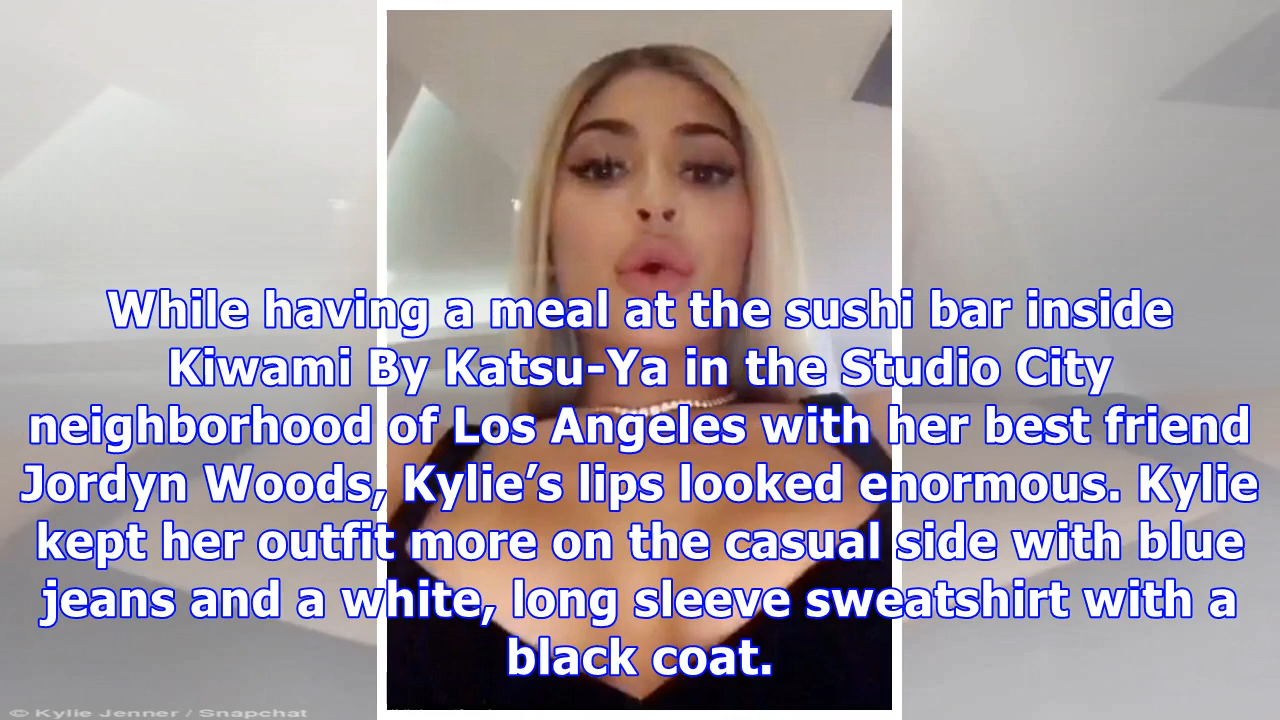 While having a meal at the sushi bar inside
Kiwami By Katsu-Ya in the Studio City
neighborhood of Los Angeles with her best friend
Jordyn Woods, Kylie’s lips looked enormous. Kylie
kept her outfit more on the casual side with blue
jeans and a white, long sleeve sweatshirt with a
black coat.
© Kylie Jenner / Snapchat